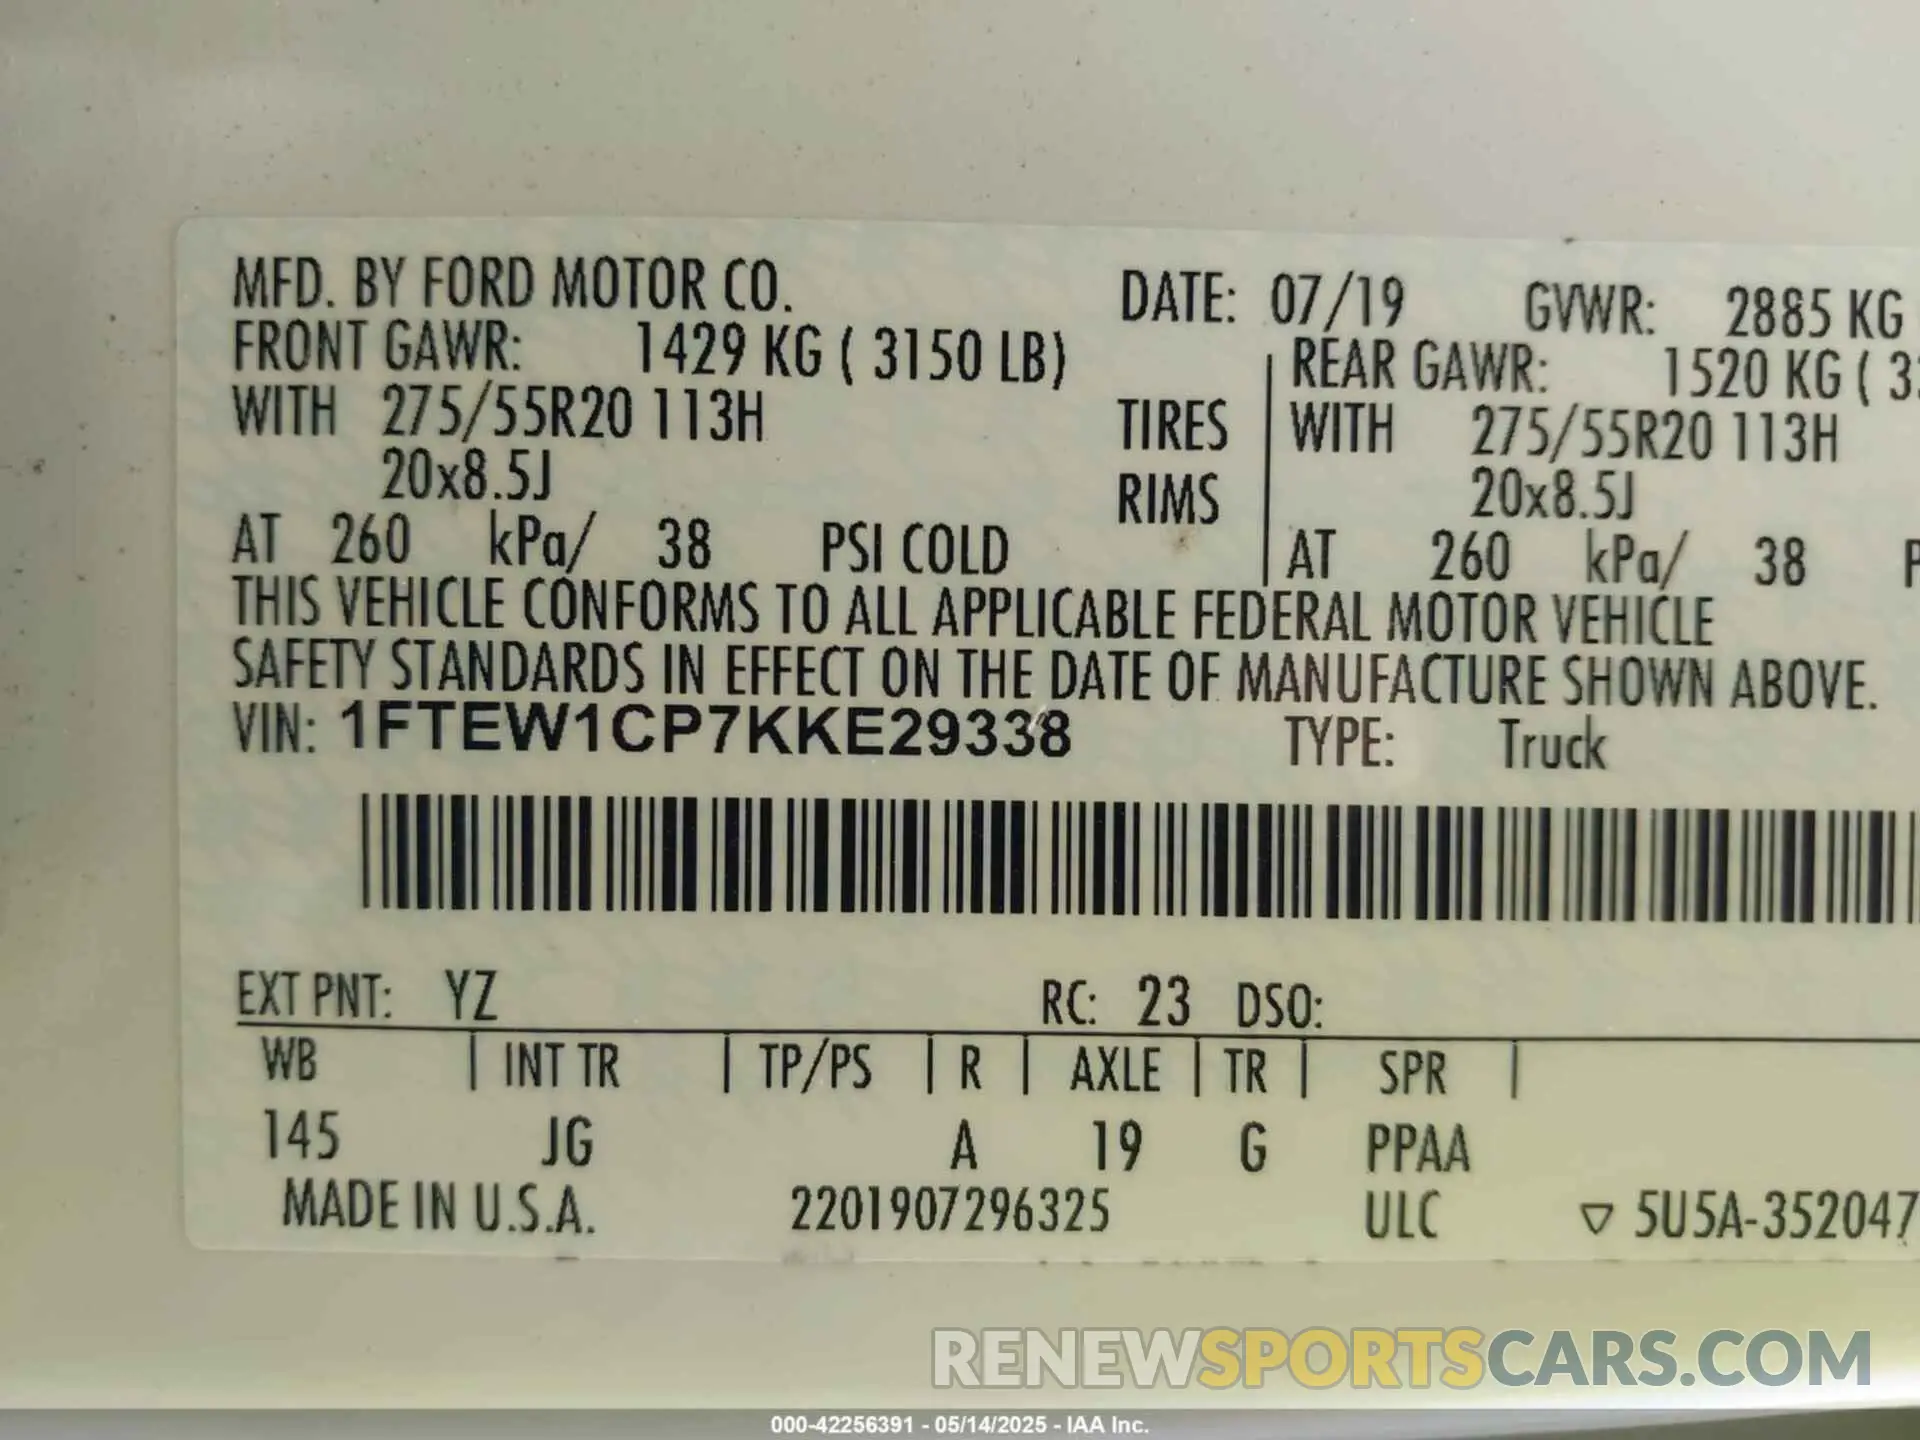 MFD. BY FORD MOTOR CO. DATE: 07/19 GVWR: 2885 KG
FRONT GAWR: 1429 KG ( 3150 LB) REAR GAWR: 1520 KG (
WITH 275/55R20 113H TIRES WITH 275/55R20 113H
20x8.5J RIMS 20x8.5J
AT 260 kPa/ 38 PSI COLD AT 260 kPa/ 38
THIS VEHICLE CONFORMS TO ALL APPLICABLE FEDERAL MOTOR VEHICLE
SAFETY STANDARDS IN EFFECT ON THE DATE OF MANUFACTURE SHOWN ABOVE.
VIN: 1FTEW1CP7KKE29338 TYPE: Truck
EXT PNT: YZ RC: 23 DSO:
WB | INT TR | TP/PS | R | AXLE | TR | SPR |
145 JG A 19 G PPAA
MADE IN U.S.A. 2201907296325 ULC ▽ 5U5A-352047
RENEWSPORTSCARS.COM
000-42256391 - 05/14/2025 - IAA Inc.